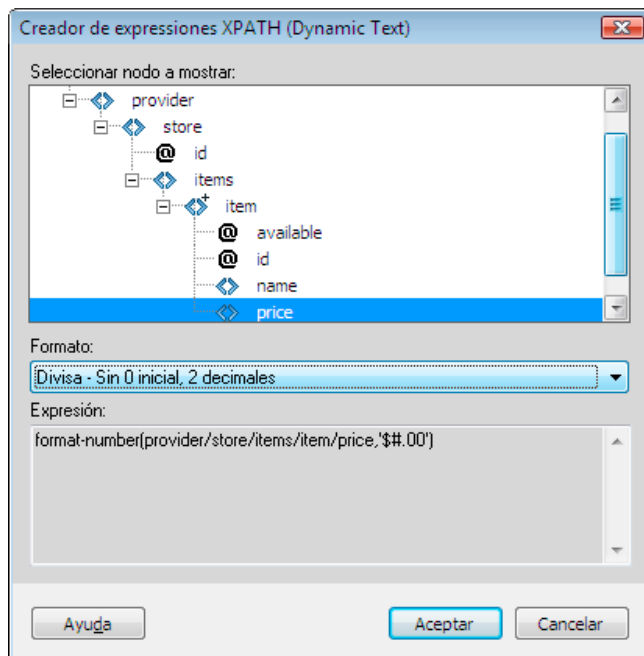 Creador de expressiones XPATH (Dynamic Text)
Seleccionar nodo a mostrar:
provider
store
@ id
items
item
@ available
@ id
name
price
Formato:
Divisa - Sin 0 inicial, 2 decimales
Expresión:
format-number(provider/store/items/item/price,'$#.00')
Ayuda
Aceptar
Cancelar